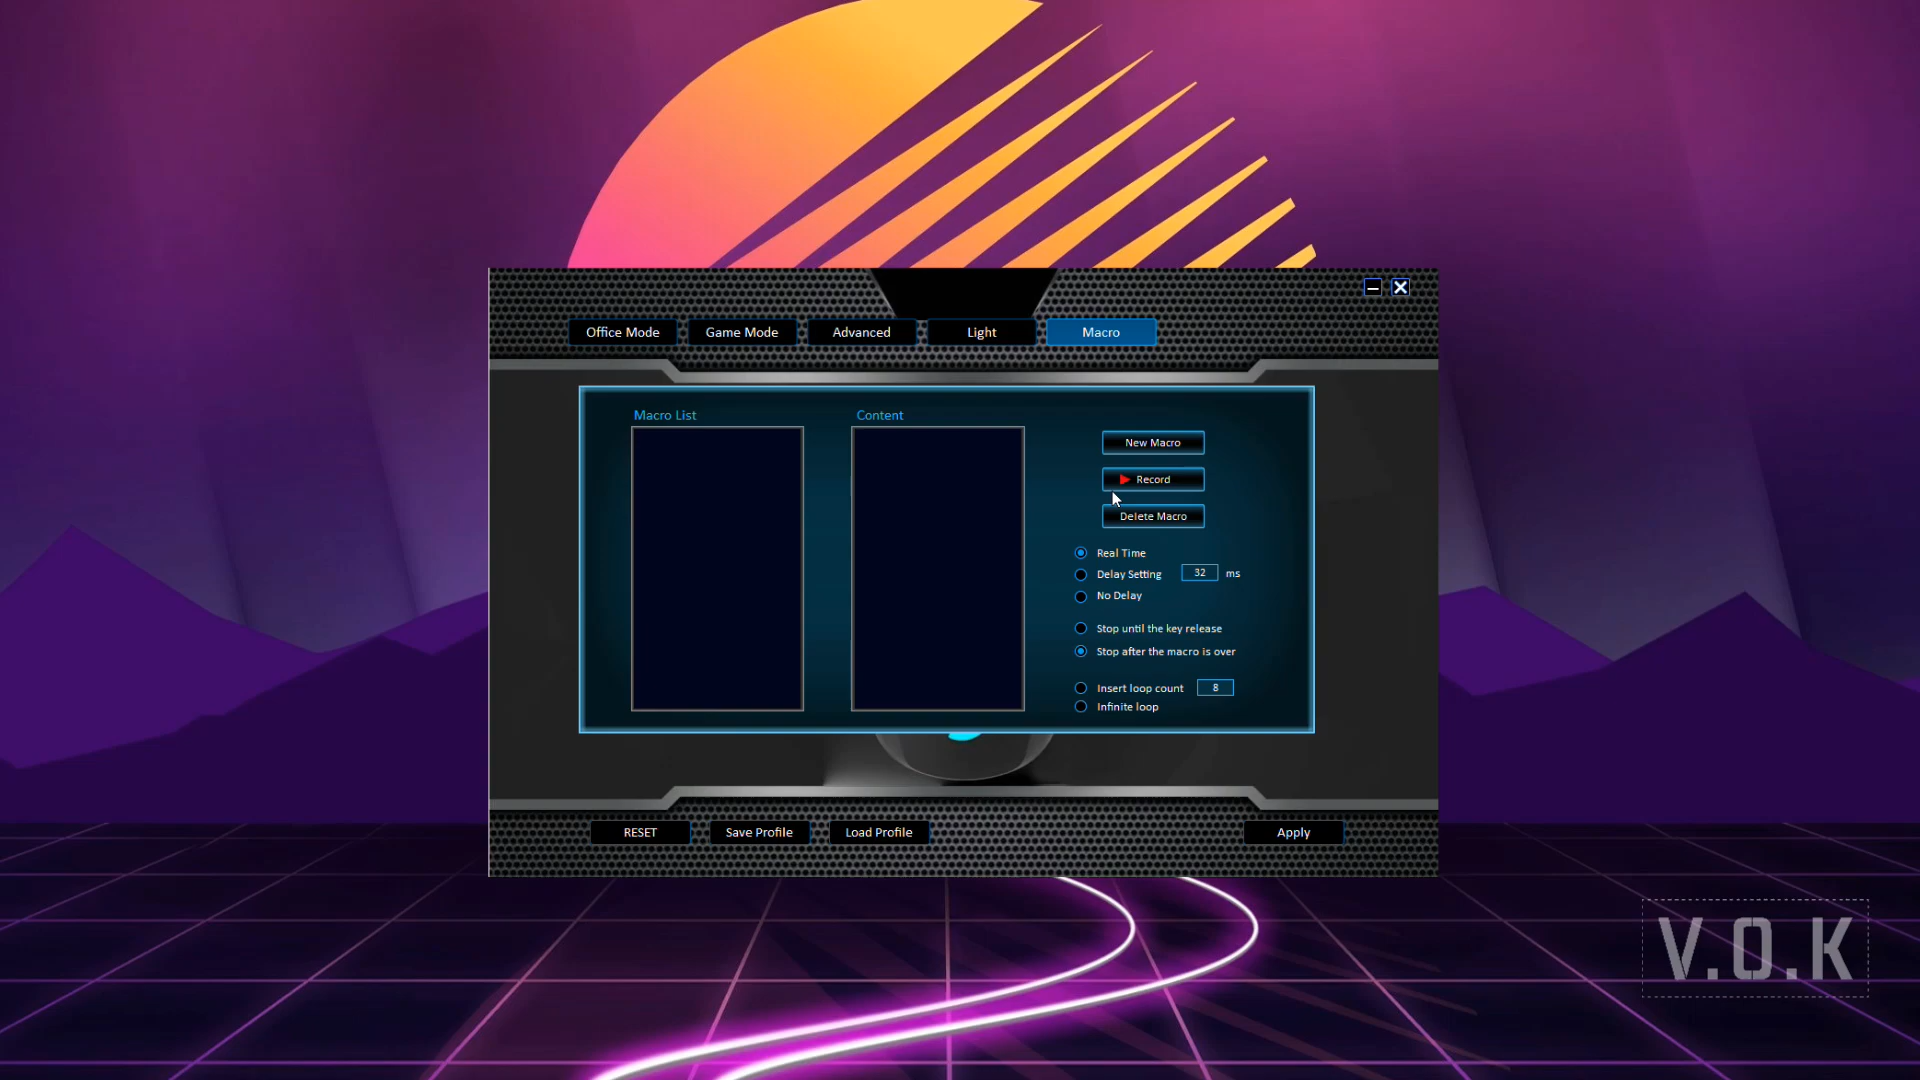 Office Mode
Game Mode
Advanced
Light
Macro
Macro List
Content
New Macro
Record
Delete Macro
Real Time
Delay Setting 32 ms
No Delay
Stop until the key release
Stop after the macro is over
Insert loop count 8
Infinite loop
RESET
Save Profile
Load Profile
Apply
V.O.K